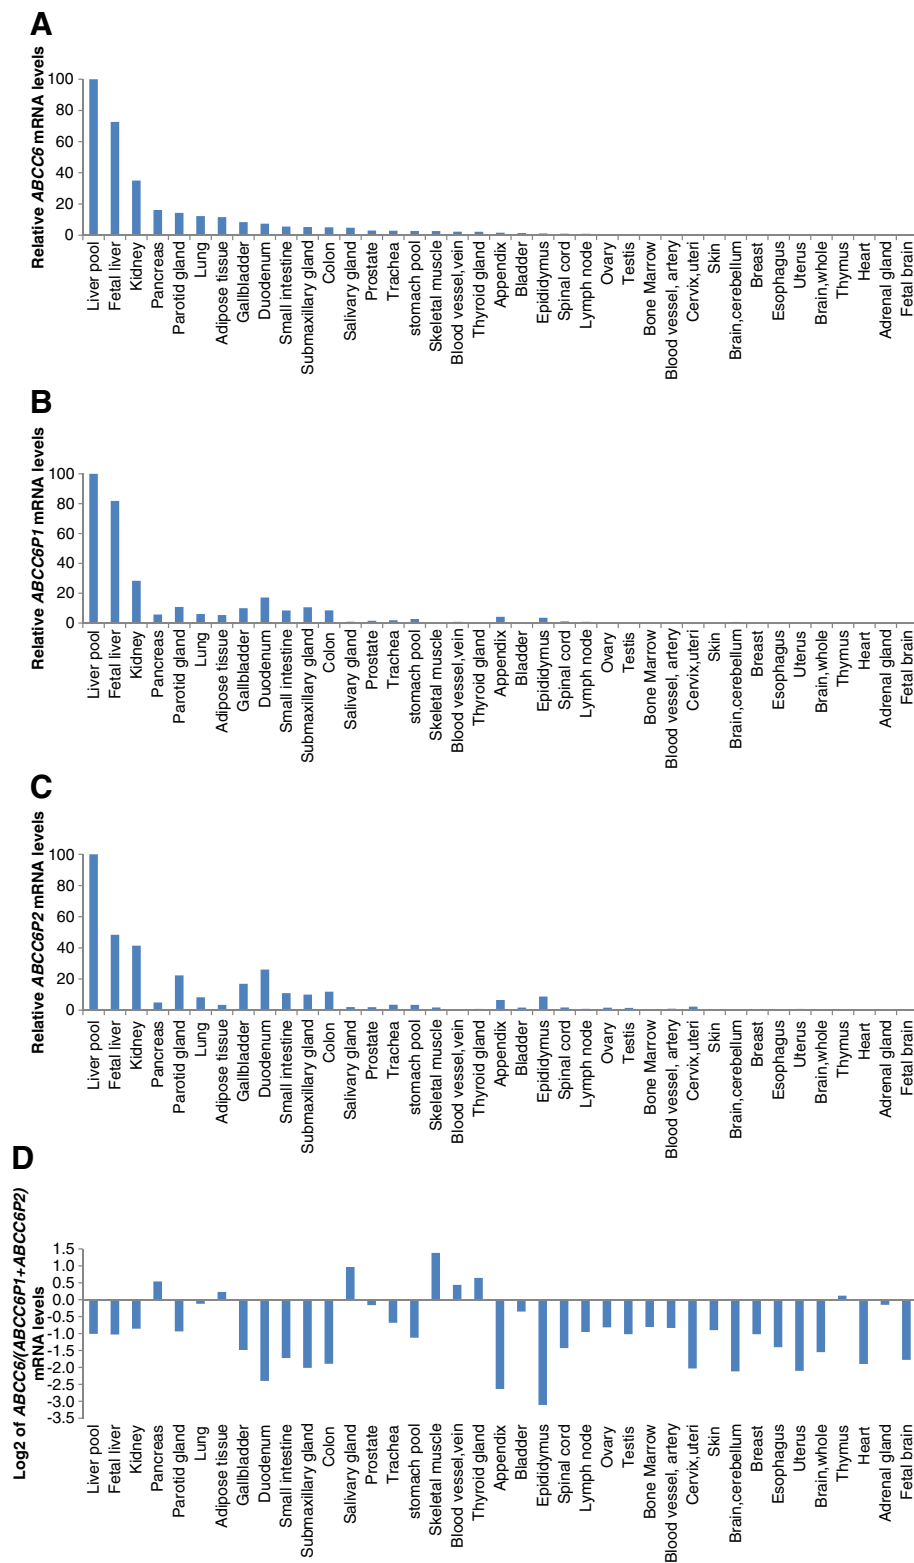 A
Relative ABCC6 mRNA levels
100
80
60
40
20
0
Liver pool
Fetal liver
Kidney
Pancreas
Parotid gland
Lung
Adipose tissue
Gallbladder
Duodenum
Small intestine
Submaxillary gland
Colon
Salivary gland
Prostate
Trachea
stomach pool
Skeletal muscle
Blood vessel,vein
Thyroid gland
Appendix
Bladder
Epididymus
Spinal cord
Lymph node
Ovary
Testis
Bone Marrow
Blood vessel, artery
Cervix,uteri
Skin
Brain,cerebellum
Breast
Esophagus
Uterus
Brain,whole
Thymus
Heart
Adrenal gland
Fetal brain
B
Relative ABCC6P1 mRNA levels
100
80
60
40
20
0
Liver pool
Fetal liver
Kidney
Pancreas
Parotid gland
Lung
Adipose tissue
Gallbladder
Duodenum
Small intestine
Submaxillary gland
Colon
Salivary gland
Prostate
Trachea
stomach pool
Skeletal muscle
Blood vessel,vein
Thyroid gland
Appendix
Bladder
Epididymus
Spinal cord
Lymph node
Ovary
Testis
Bone Marrow
Blood vessel, artery
Cervix,uteri
Skin
Brain,cerebellum
Breast
Esophagus
Uterus
Brain,whole
Thymus
Heart
Adrenal gland
Fetal brain
C
Relative ABCC6P2 mRNA levels
100
80
60
40
20
0
Liver pool
Fetal liver
Kidney
Pancreas
Parotid gland
Lung
Adipose tissue
Gallbladder
Duodenum
Small intestine
Submaxillary gland
Colon
Salivary gland
Prostate
Trachea
stomach pool
Skeletal muscle
Blood vessel,vein
Thyroid gland
Appendix
Bladder
Epididymus
Spinal cord
Lymph node
Ovary
Testis
Bone Marrow
Blood vessel, artery
Cervix,uteri
Skin
Brain,cerebellum
Breast
Esophagus
Uterus
Brain,whole
Thymus
Heart
Adrenal gland
Fetal brain
D
Log2 of ABCC6/(ABCC6P1+ABCC6P2)
mRNA levels
1.5
1.0
0.5
0.0
-0.5
-1.0
-1.5
-2.0
-2.5
-3.0
-3.5
Liver pool
Fetal liver
Kidney
Pancreas
Parotid gland
Lung
Adipose tissue
Gallbladder
Duodenum
Small intestine
Submaxillary gland
Colon
Salivary gland
Prostate
Trachea
stomach pool
Skeletal muscle
Blood vessel,vein
Thyroid gland
Appendix
Bladder
Epididymus
Spinal cord
Lymph node
Ovary
Testis
Bone Marrow
Blood vessel, artery
Cervix,uteri
Skin
Brain,cerebellum
Breast
Esophagus
Uterus
Brain,whole
Thymus
Heart
Adrenal gland
Fetal brain